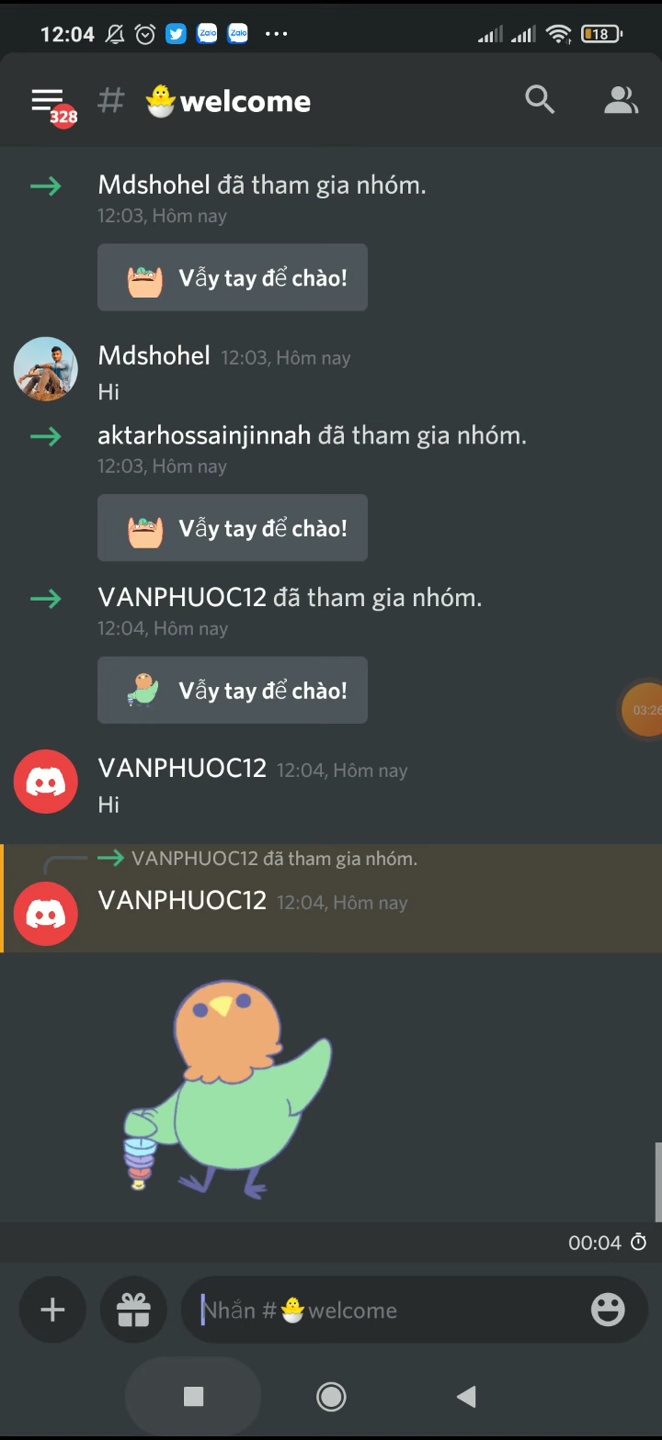 12:04 Zalo Zalo 18
328 # welcome
Mdshohel đã tham gia nhóm.
12:03, Hôm nay
Vẫy tay để chào!
Mdshohel 12:03, Hôm nay
Hi
aktarhossainjinnah đã tham gia nhóm.
12:03, Hôm nay
Vẫy tay để chào!
VANPHUOC12 đã tham gia nhóm.
12:04, Hôm nay
Vẫy tay để chào!
03:26
VANPHUOC12 12:04, Hôm nay
Hi
VANPHUOC12 đã tham gia nhóm.
VANPHUOC12 12:04, Hôm nay
00:04
Nhắn #🐣welcome